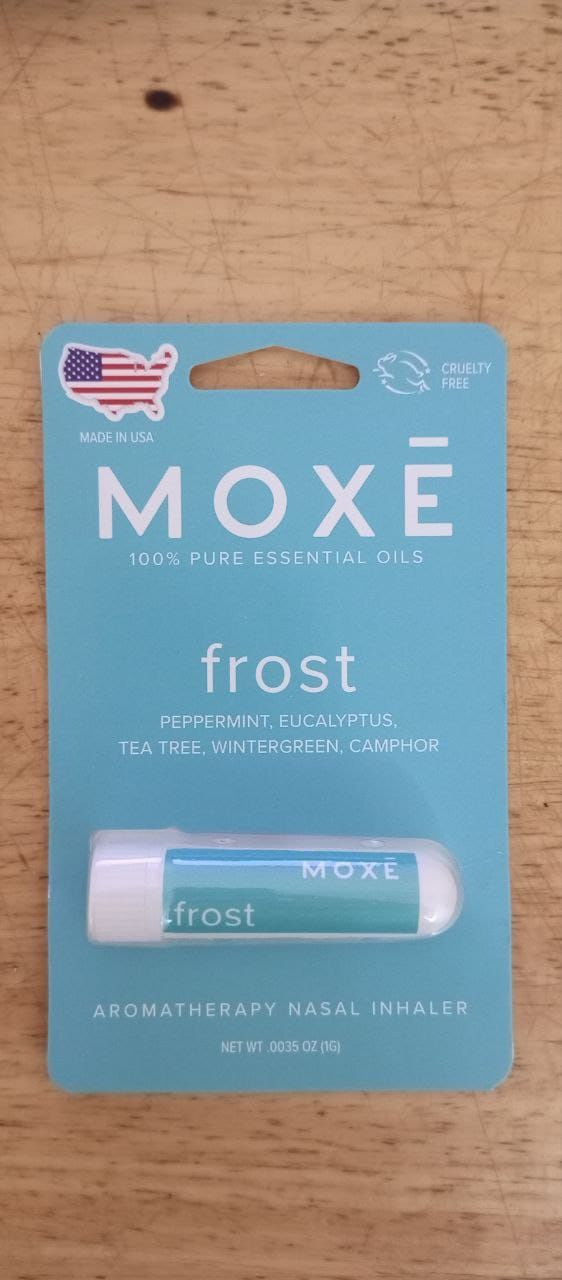 CRUELTY
FREE
MADE IN USA
MOXĒ
100% PURE ESSENTIAL OILS
frost
PEPPERMINT, EUCALYPTUS,
TEA TREE, WINTERGREEN, CAMPHOR
MOXĒ
frost
AROMATHERAPY NASAL INHALER
NET WT .0035 OZ (1G)